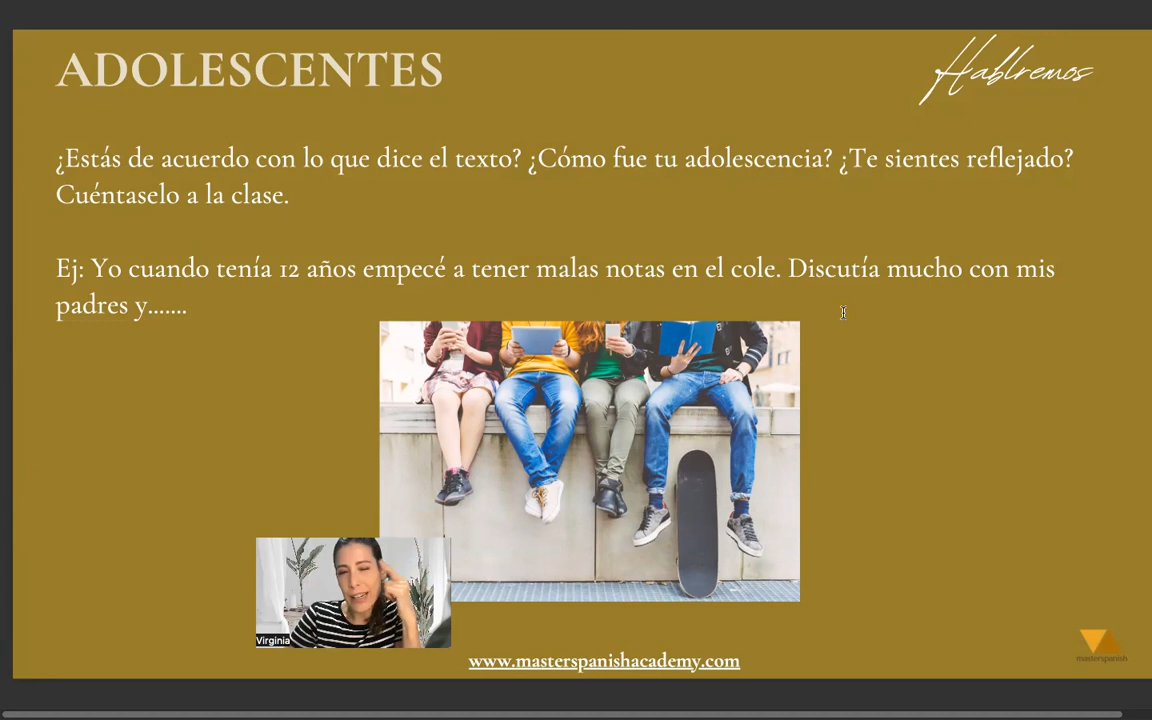 ADOLESCENTES
Hablremos
¿Estás de acuerdo con lo que dice el texto? ¿Cómo fue tu adolescencia? ¿Te sientes reflejado?
Cuéntaselo a la clase.
Ej: Yo cuando tenía 12 años empecé a tener malas notas en el cole. Discutía mucho con mis
padres y.......
Virginia
www.masterspanishacademy.com
masterspanish